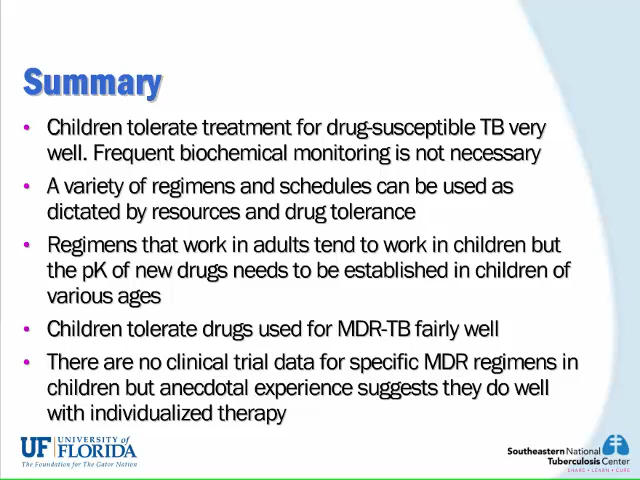 Summary
• Children tolerate treatment for drug-susceptible TB very
well. Frequent biochemical monitoring is not necessary
• A variety of regimens and schedules can be used as
dictated by resources and drug tolerance
• Regimens that work in adults tend to work in children but
the pK of new drugs needs to be established in children of
various ages
• Children tolerate drugs used for MDR-TB fairly well
• There are no clinical trial data for specific MDR regimens in
children but anecdotal experience suggests they do well
with individualized therapy
UF UNIVERSITY of
FLORIDA
The Foundation for The Gator Nation
Southeastern National
Tuberculosis Center
SHARE • LEARN • CURE